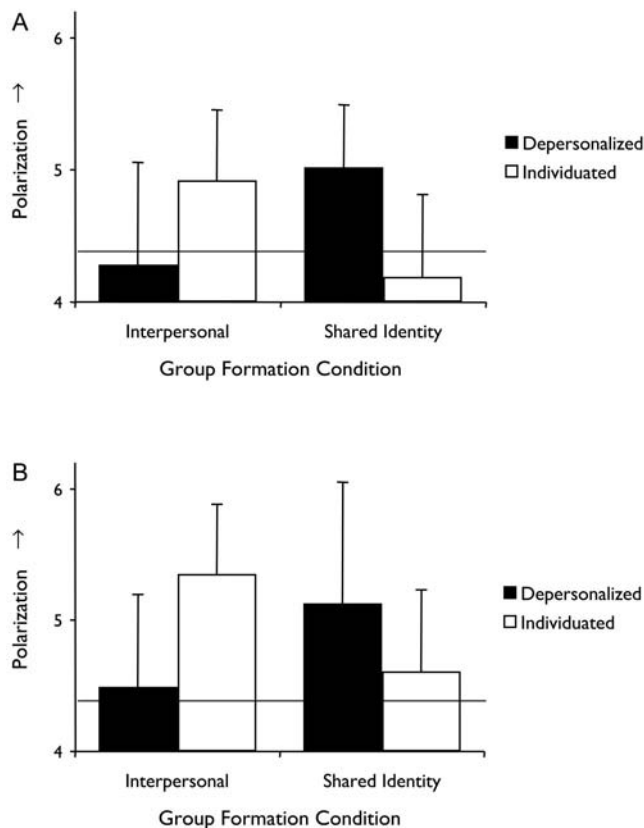 A
6
5
4
Polarization →
Depersonalized
Individuated
Interpersonal Shared Identity
Group Formation Condition
B
6
5
4
Polarization →
Depersonalized
Individuated
Interpersonal Shared Identity
Group Formation Condition